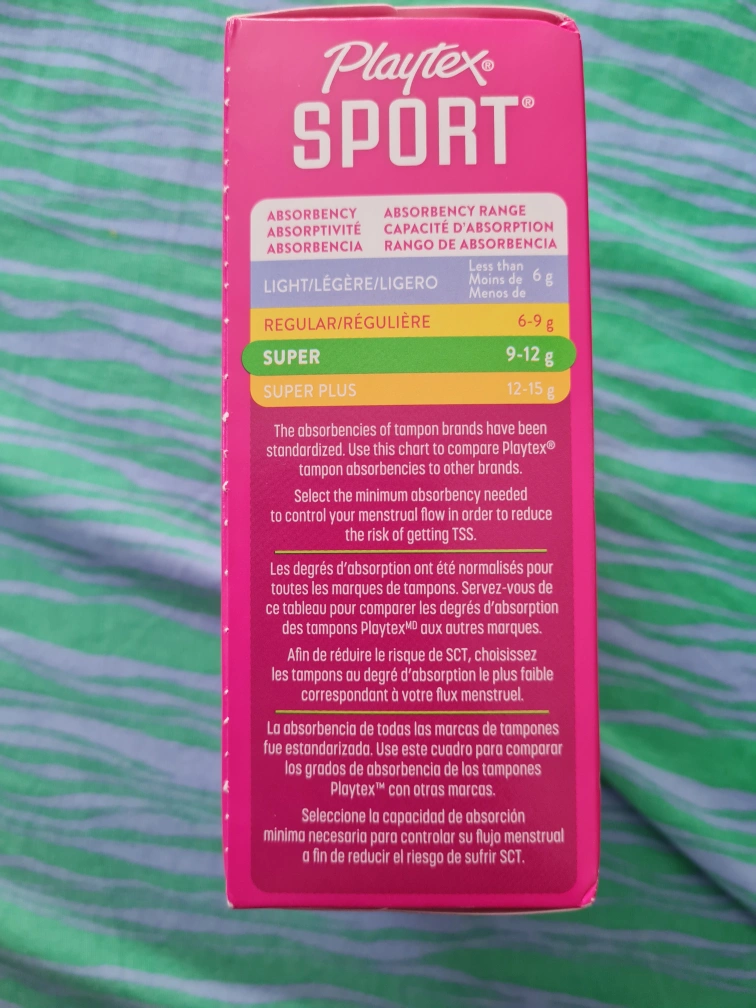 Playtex®
SPORT®
ABSORBENCY ABSORBENCY RANGE
ABSORPTIVITÉ CAPACITÉ D'ABSORPTION
ABSORBENCIA RANGO DE ABSORBENCIA
LIGHT/LÉGÈRE/LIGERO Less than Moins de Menos de 6 g
REGULAR/RÉGULIÈRE 6-9 g
SUPER 9-12 g
SUPER PLUS 12-15 g
The absorbencies of tampon brands have been
standardized. Use this chart to compare Playtex®
tampon absorbencies to other brands.
Select the minimum absorbency needed
to control your menstrual flow in order to reduce
the risk of getting TSS.
Les degrés d'absorption ont été normalisés pour
toutes les marques de tampons. Servez-vous de
ce tableau pour comparer les degrés d'absorption
des tampons Playtexᴹᴰ aux autres marques.
Afin de réduire le risque de SCT, choisissez
les tampons au degré d'absorption le plus faible
correspondant à votre flux menstruel.
La absorbencia de todas las marcas de tampones
fue estandarizada. Use este cuadro para comparar
los grados de absorbencia de los tampones
Playtex™ con otras marcas.
Seleccione la capacidad de absorción
mínima necesaria para controlar su flujo menstrual
a fin de reducir el riesgo de sufrir SCT.